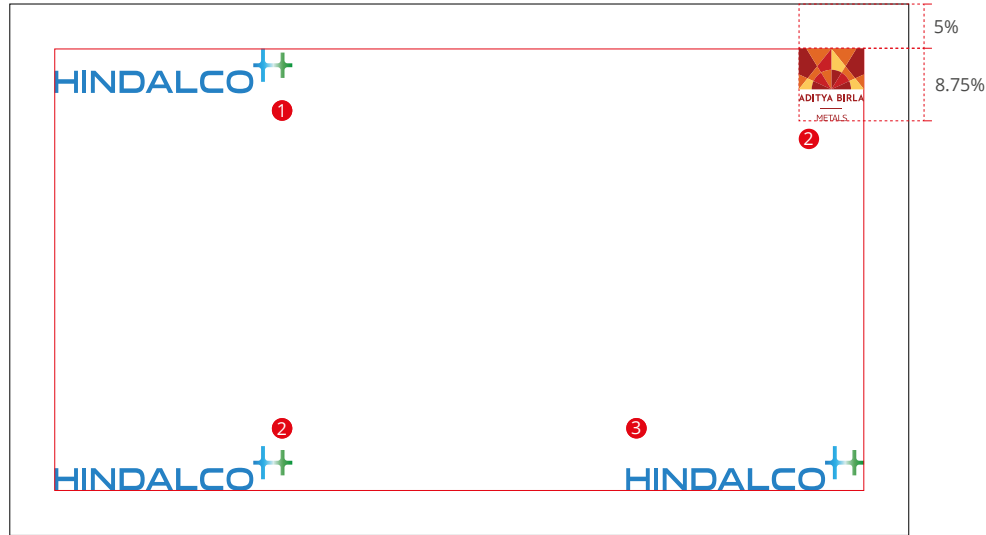 5%
HINDALCO
8.75%
ADITYA BIRLA
1
METALS
2
2
3
HINDALCO
HINDALCO